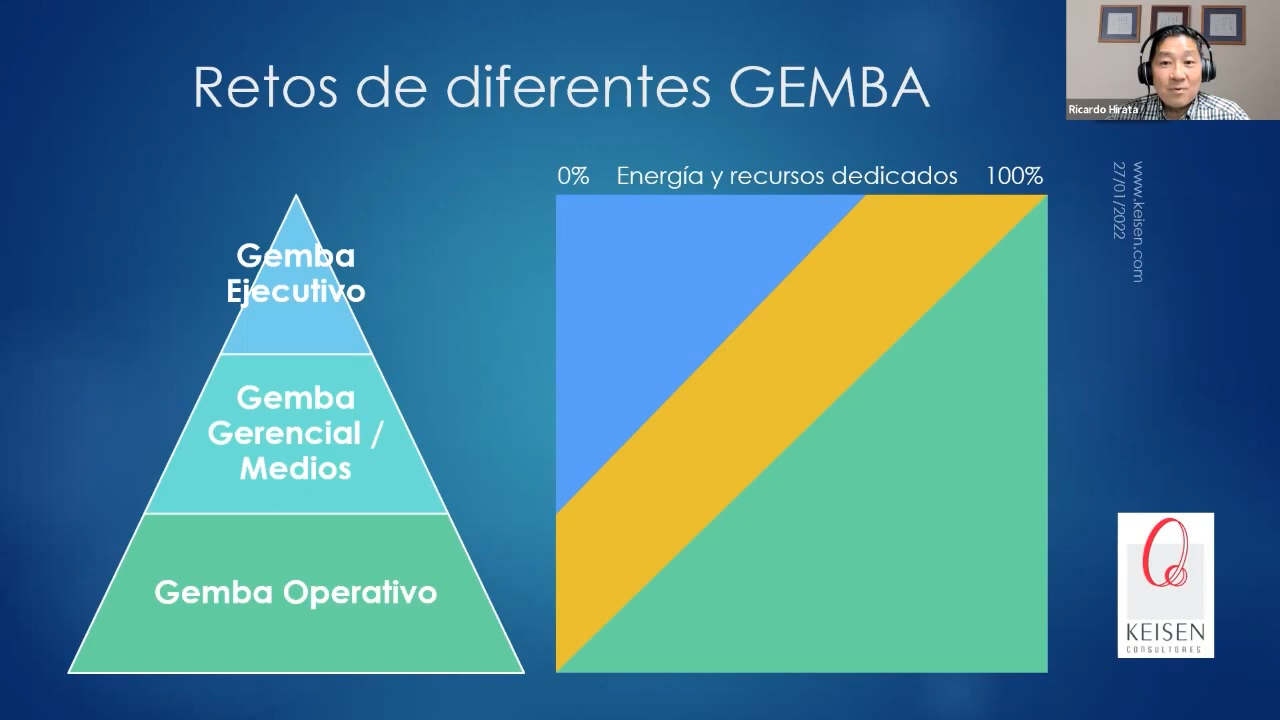 Retos de diferentes GEMBA
Ricardo Hirata
0% Energía y recursos dedicados 100%
www.keisen.com
27/01/2022
Gemba
Ejecutivo
Gemba
Gerencial /
Medios
Gemba Operativo
KEISEN
CONSULTORES